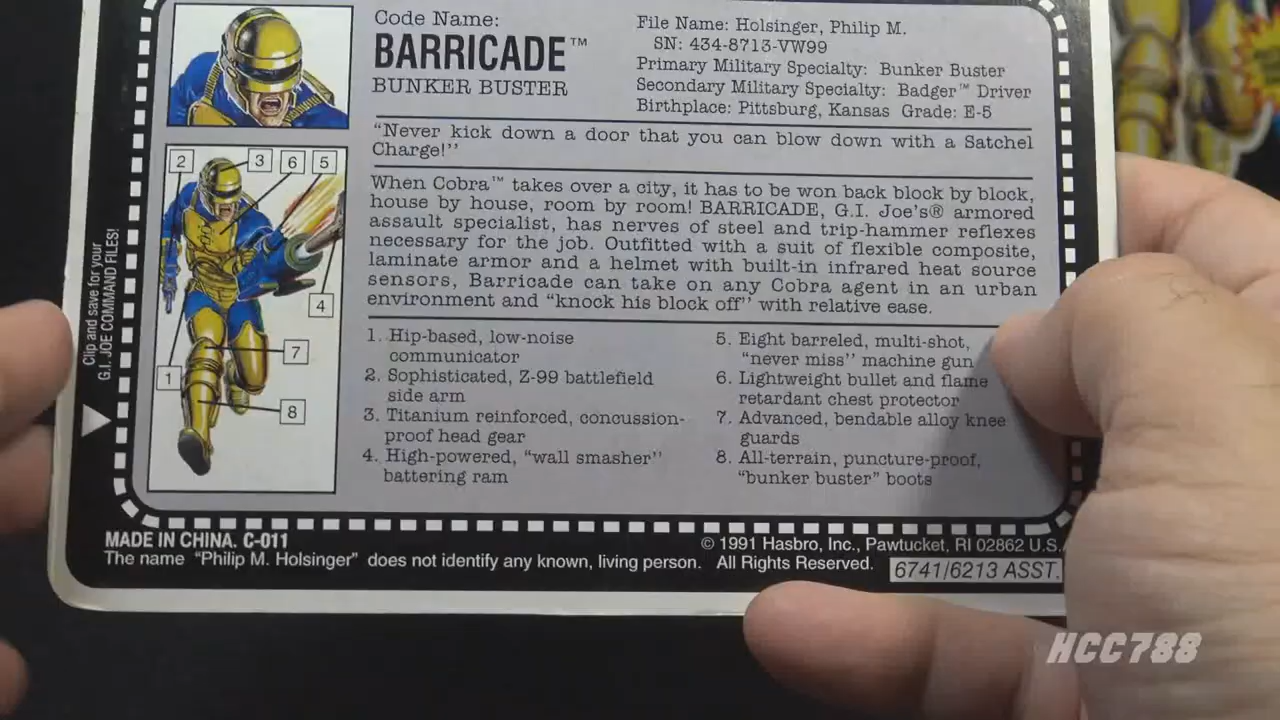 Code Name:
BARRICADE™
BUNKER BUSTER
File Name: Holsinger, Philip M.
SN: 434-8713-VW99
Primary Military Specialty: Bunker Buster
Secondary Military Specialty: Badger™ Driver
Birthplace: Pittsburg, Kansas Grade: E-5
"Never kick down a door that you can blow down with a Satchel
Charge!"
When Cobra™ takes over a city, it has to be won back block by block,
house by house, room by room! BARRICADE, G.I. Joe's® armored
assault specialist, has nerves of steel and trip-hammer reflexes
necessary for the job. Outfitted with a suit of flexible composite,
laminate armor and a helmet with built-in infrared heat source
sensors, Barricade can take on any Cobra agent in an urban
environment and "knock his block off" with relative ease.
2
3
6
5
4
7
1
8
1. Hip-based, low-noise
communicator
2. Sophisticated, Z-99 battlefield
side arm
3. Titanium reinforced, concussion-
proof head gear
4. High-powered, "wall smasher"
battering ram
5. Eight barreled, multi-shot,
"never miss" machine gun
6. Lightweight bullet and flame
retardant chest protector
7. Advanced, bendable alloy knee
guards
8. All-terrain, puncture-proof,
"bunker buster" boots
Clip and save for your
G.I. JOE COMMAND FILES!
MADE IN CHINA. C-011
The name "Philip M. Holsinger" does not identify any known, living person. All Rights Reserved.
© 1991 Hasbro, Inc., Pawtucket, RI 02862 U.S.
6741/6213 ASST.
HCC788